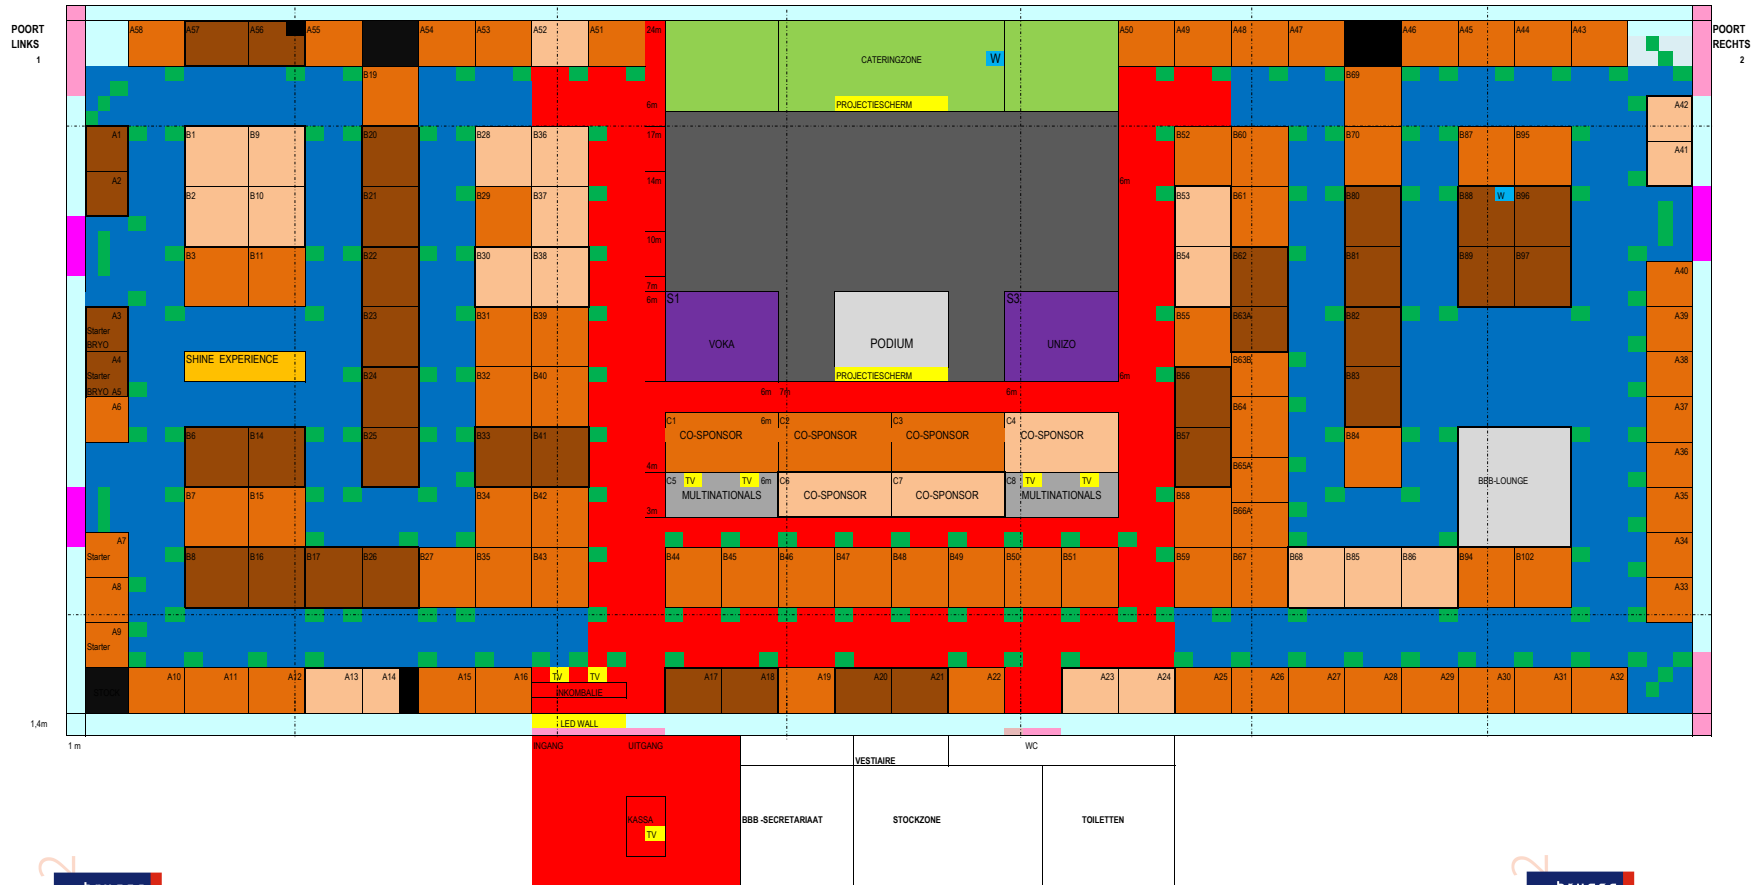 POORT
LINKS
1
POORT
RECHTS
2
A58 A57 A56 A55 A54 A53 A52 A51 24m A50 A49 A48 A47 A46 A45 A44 A43
CATERINGZONE W
B19 B69
6m PROJECTIESCHERM A42
A1 B1 B9 B20 B28 B36 17m B52 B60 B70 B87 B95
A41
A2 14m 6m
B2 B10 B21 B29 B37 B53 B61 B80 B88 W B96
10m
B3 B11 B22 B30 B38 B54 B62 B81 B89 B97
A40
7m
6m S1 S3
A3 B23 B31 B39 B55 B63A B82 A39
Starter
BRYO VOKA PODIUM UNIZO
A4 SHINE EXPERIENCE B63B A38
Starter B24 B32 B40 PROJECTIESCHERM 6m B56 B83
BRYO A5 6m 7m 6m
A6 B64 A37
C1 6m C2 C3 C4
B6 B14 B25 B33 B41 CO-SPONSOR CO-SPONSOR CO-SPONSOR CO-SPONSOR B57 B84
A36
4m B65A
C5 TV TV 6m C6 C7 C8 TV TV BBB-LOUNGE
B7 B15 B34 B42 MULTINATIONALS CO-SPONSOR CO-SPONSOR MULTINATIONALS B58 A35
3m B66A
A7 A34
Starter B8 B16 B17 B26 B27 B35 B43 B44 B45 B46 B47 B48 B49 B50 B51 B59 B67 B68 B85 B86 B94 B102
A8 A33
A9
Starter
A10 A11 A12 A13 A14 A15 A16 TV TV A17 A18 A19 A20 A21 A22 A23 A24 A25 A26 A27 A28 A29 A30 A31 A32
STOCK INKOMBALIE
1,4m LED WALL
1 m INGANG UITGANG WC
VESTIAIRE
KASSA BBB -SECRETARIAAT STOCKZONE TOILETTEN
TV